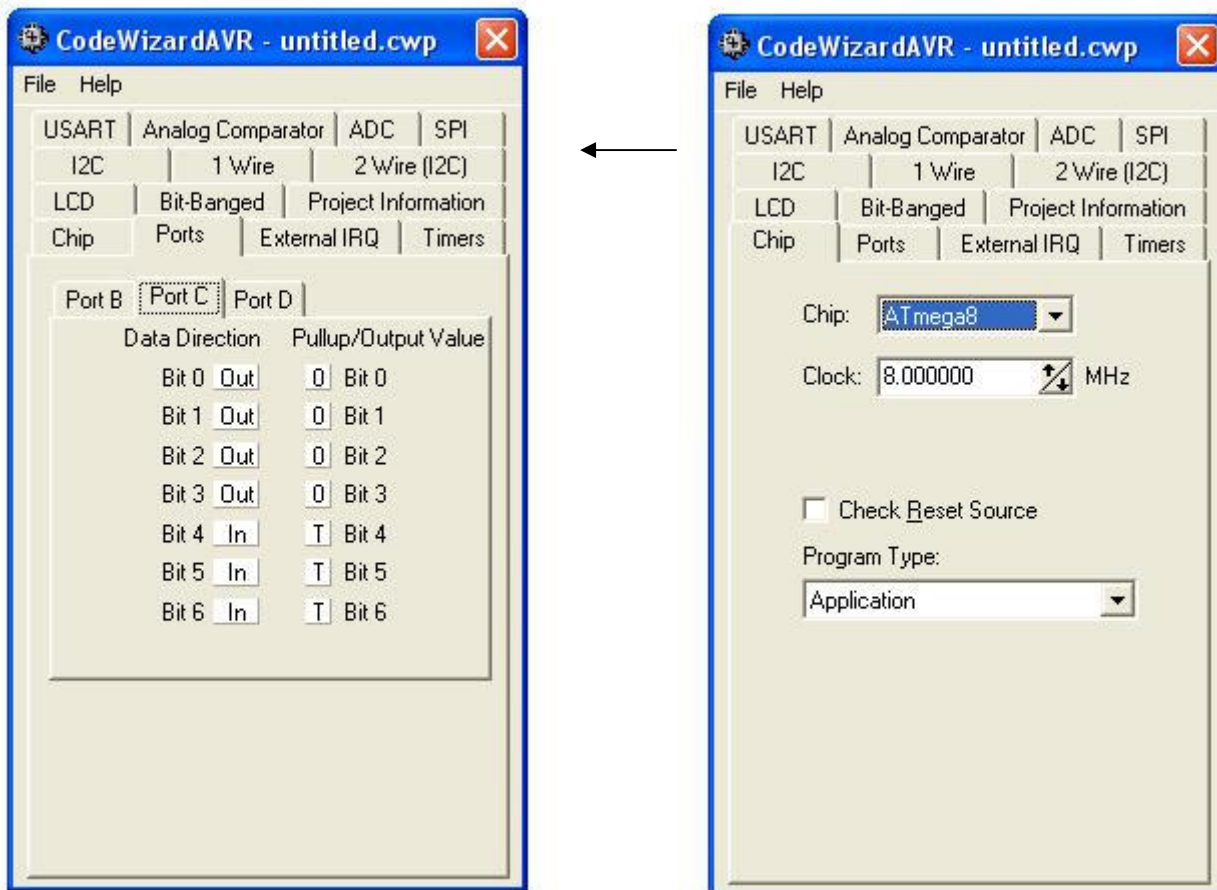 CodeWizardAVR - untitled.cwp
File Help
USART Analog Comparator ADC SPI
I2C 1 Wire 2 Wire (I2C)
LCD Bit-Banged Project Information
Chip Ports External IRQ Timers
Port B Port C Port D
Data Direction Pullup/Output Value
Bit 0 Out 0 Bit 0
Bit 1 Out 0 Bit 1
Bit 2 Out 0 Bit 2
Bit 3 Out 0 Bit 3
Bit 4 In T Bit 4
Bit 5 In T Bit 5
Bit 6 In T Bit 6
CodeWizardAVR - untitled.cwp
File Help
USART Analog Comparator ADC SPI
I2C 1 Wire 2 Wire (I2C)
LCD Bit-Banged Project Information
Chip Ports External IRQ Timers
Chip: ATmega8
Clock: 8.000000 MHz
Check Reset Source
Program Type:
Application